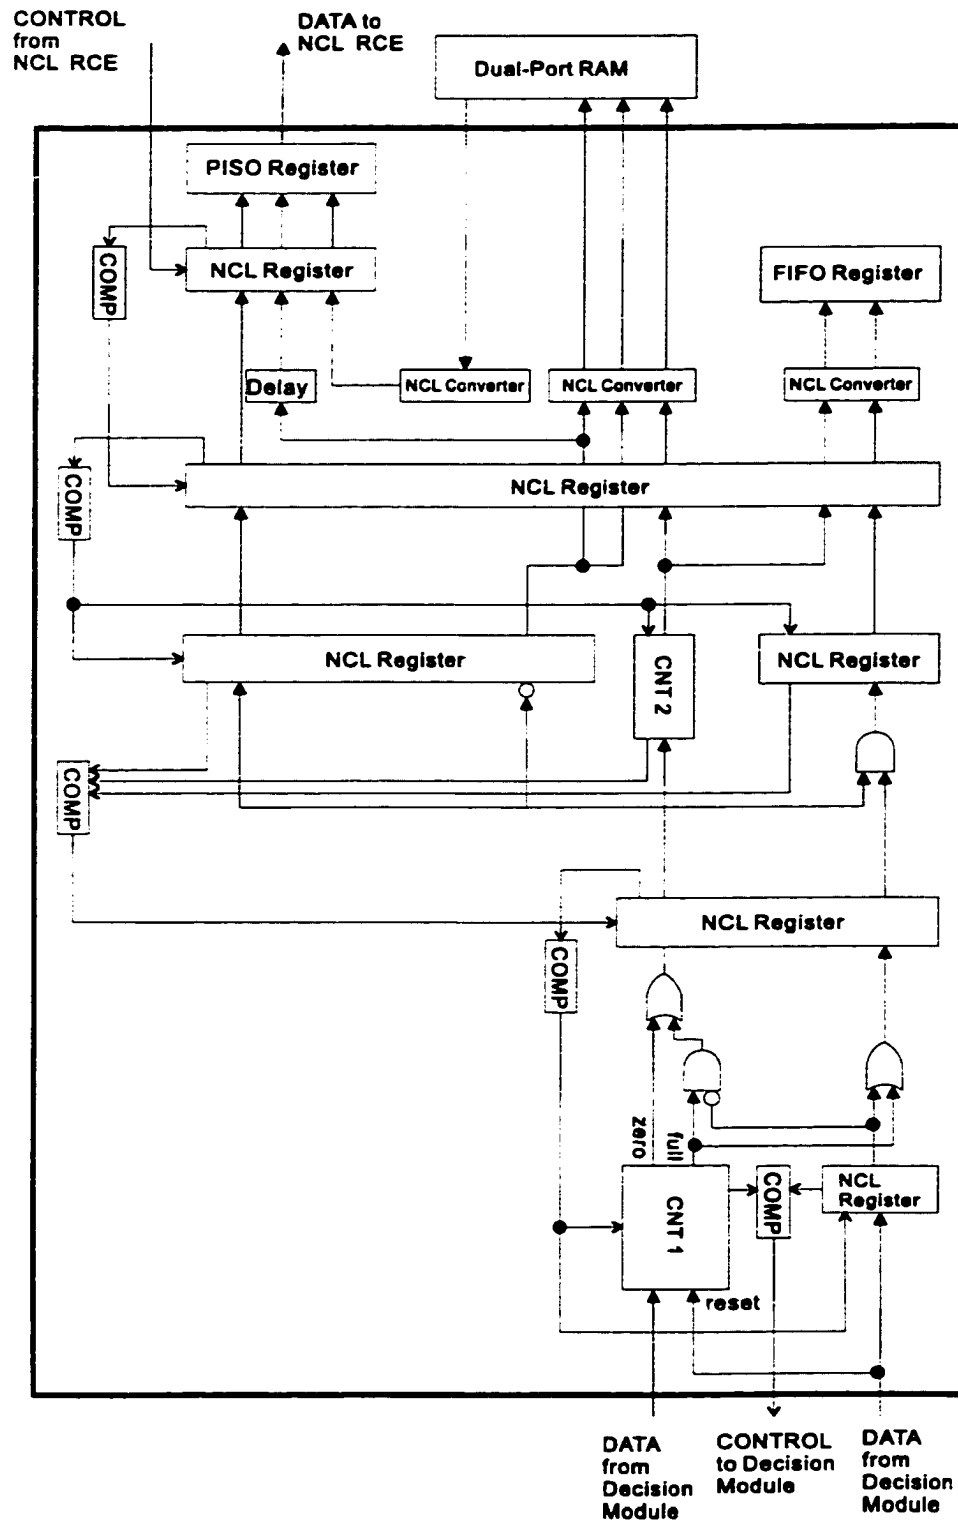 CONTROL
from
NCL RCE
DATA to
NCL RCE
Dual-Port RAM
PISO Register
COMP
NCL Register
FIFO Register
Delay
NCL Converter
NCL Converter
NCL Converter
COMP
NCL Register
NCL Register
CNT 2
NCL Register
COMP
NCL Register
COMP
zero
full
CNT 1
COMP
NCL
Register
reset
DATA
from
Decision
Module
CONTROL
to Decision
Module
DATA
from
Decision
Module